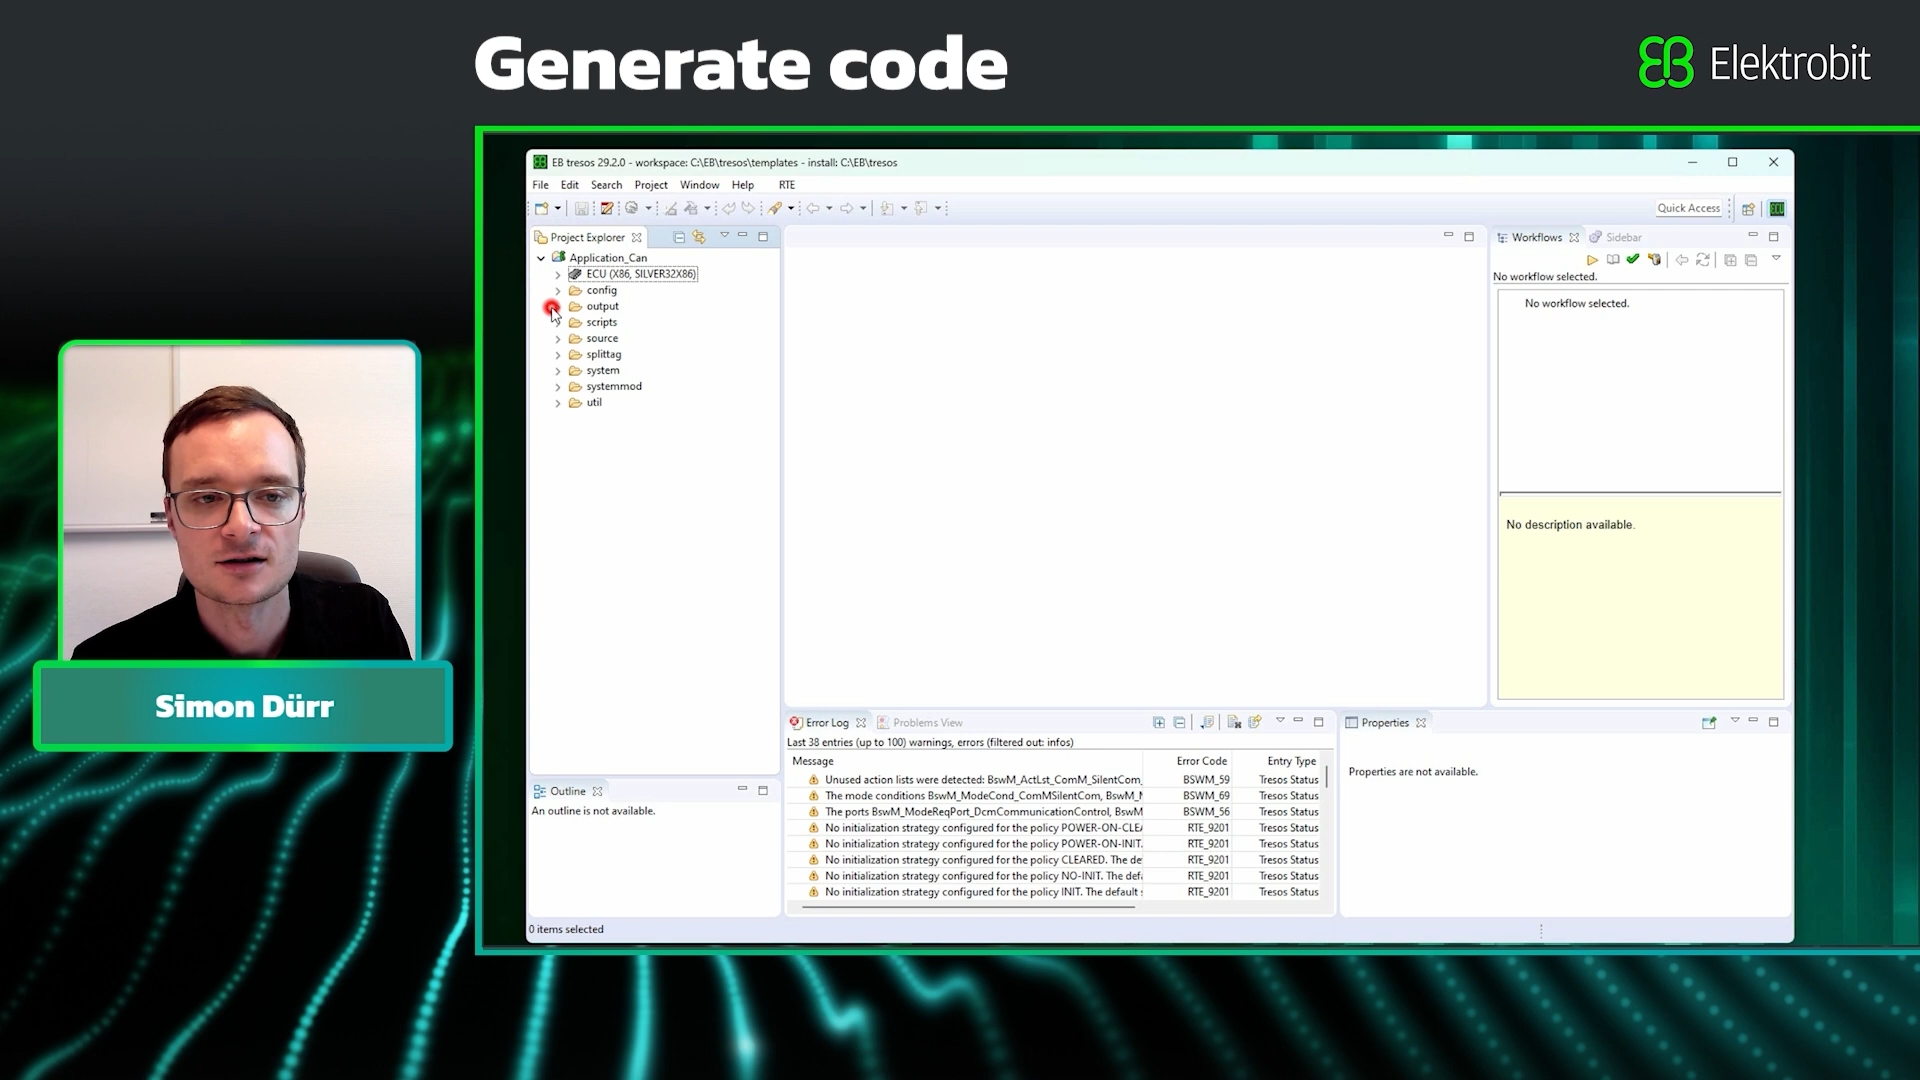 Generate code
Elektrobit
EB tresos 29.2.0 - workspace: C:\EB\tresos\templates - install: C:\EB\tresos
File Edit Search Project Window Help RTE
Quick Access
Project Explorer
Application_Can
ECU (X86, SILVER32X86)
config
output
scripts
source
splittag
system
systemmod
util
Workflows Sidebar
No workflow selected.
No workflow selected.
No description available.
Simon Dürr
Outline
An outline is not available.
Error Log Problems View
Last 38 entries (up to 100) warnings, errors (filtered out: infos)
Message Error Code Entry Type
Unused action lists were detected: BswM_ActLst_ComM_SilentCom_ BSWM_59 Tresos Status
The mode conditions BswM_ModeCond_ComMSilentCom, BswM_M BSWM_69 Tresos Status
The ports BswM_ModeReqPort_DcmCommunicationControl, BswM BSWM_56 Tresos Status
No initialization strategy configured for the policy POWER-ON-CLEA RTE_9201 Tresos Status
No initialization strategy configured for the policy POWER-ON-INIT. RTE_9201 Tresos Status
No initialization strategy configured for the policy CLEARED. The de RTE_9201 Tresos Status
No initialization strategy configured for the policy NO-INIT. The defa RTE_9201 Tresos Status
No initialization strategy configured for the policy INIT. The default s RTE_9201 Tresos Status
Properties
Properties are not available.
0 items selected